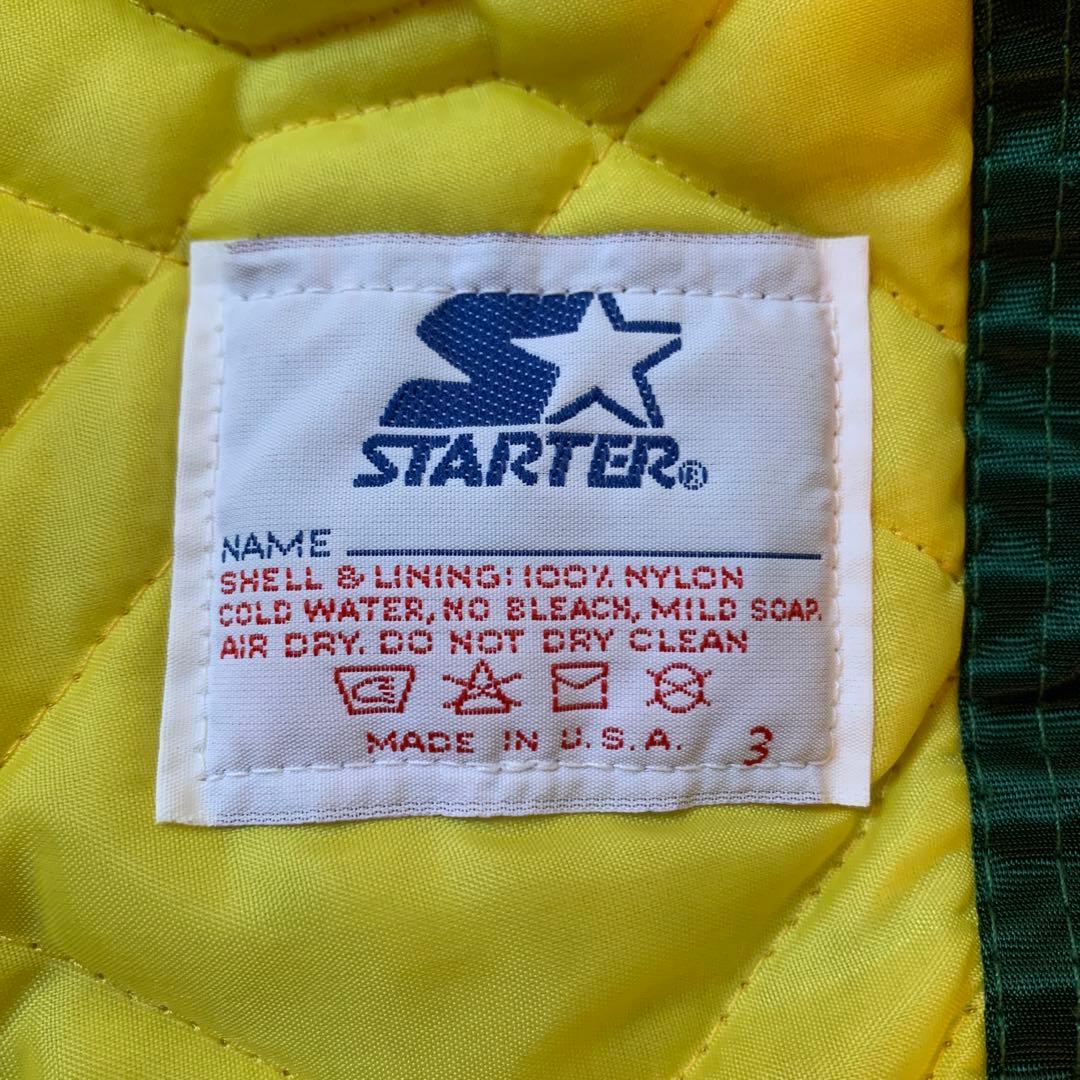 STARTER®
NAME
SHELL & LINING: 100% NYLON
COLD WATER, NO BLEACH, MILD SOAP.
AIR DRY. DO NOT DRY CLEAN
MADE IN U.S.A. 3